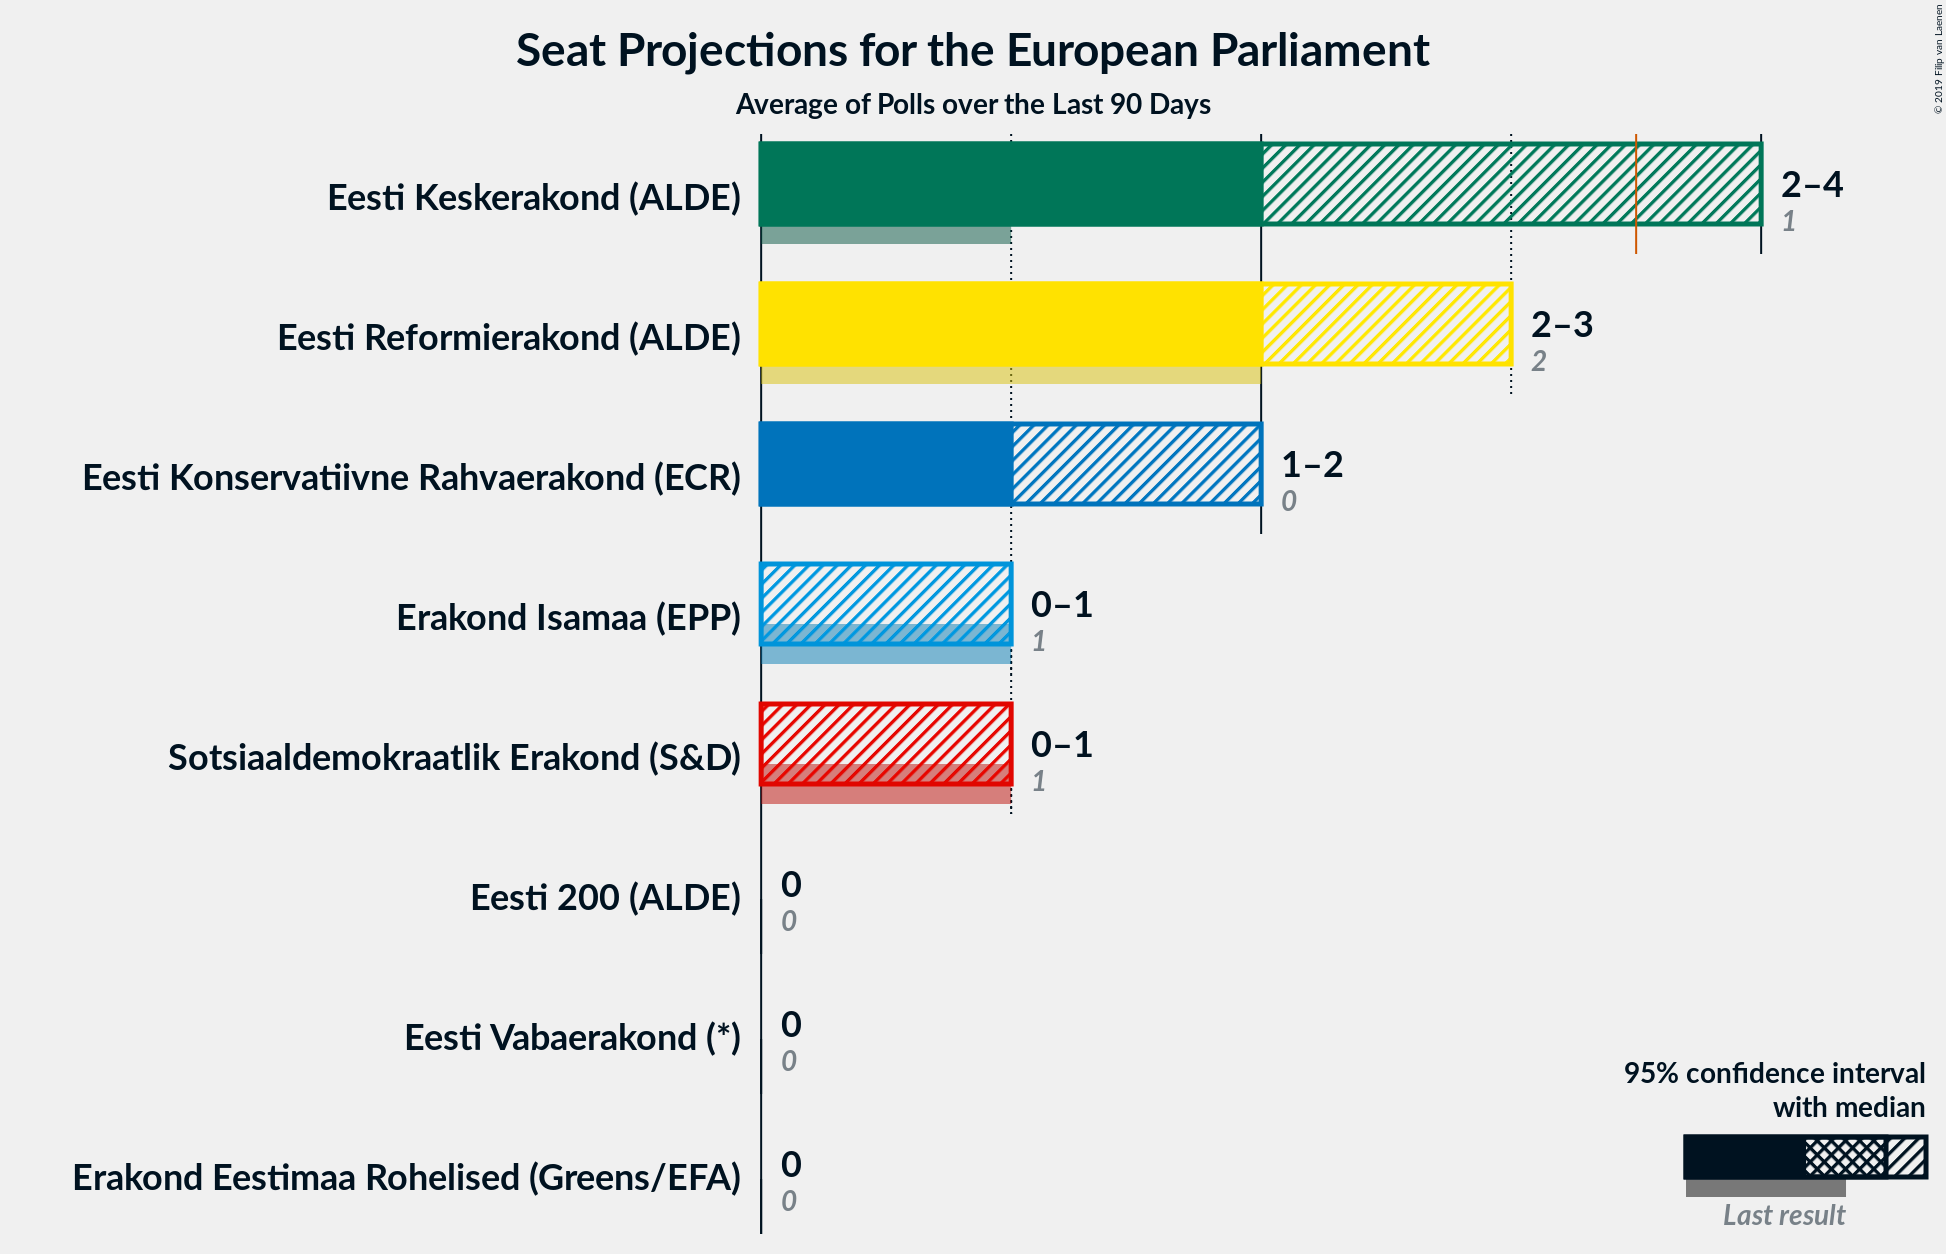 Seat Projections for the European Parliament
Average of Polls over the Last 90 Days
© 2019 Filip van Laenen
Eesti Keskerakond (ALDE)
2–4
1
Eesti Reformierakond (ALDE)
2–3
2
Eesti Konservatiivne Rahvaerakond (ECR)
1–2
0
Erakond Isamaa (EPP)
0–1
1
Sotsiaaldemokraatlik Erakond (S&D)
0–1
1
Eesti 200 (ALDE)
0
0
Eesti Vabaerakond (*)
0
0
Erakond Eestimaa Rohelised (Greens/EFA)
0
0
95% confidence interval
with median
Last result